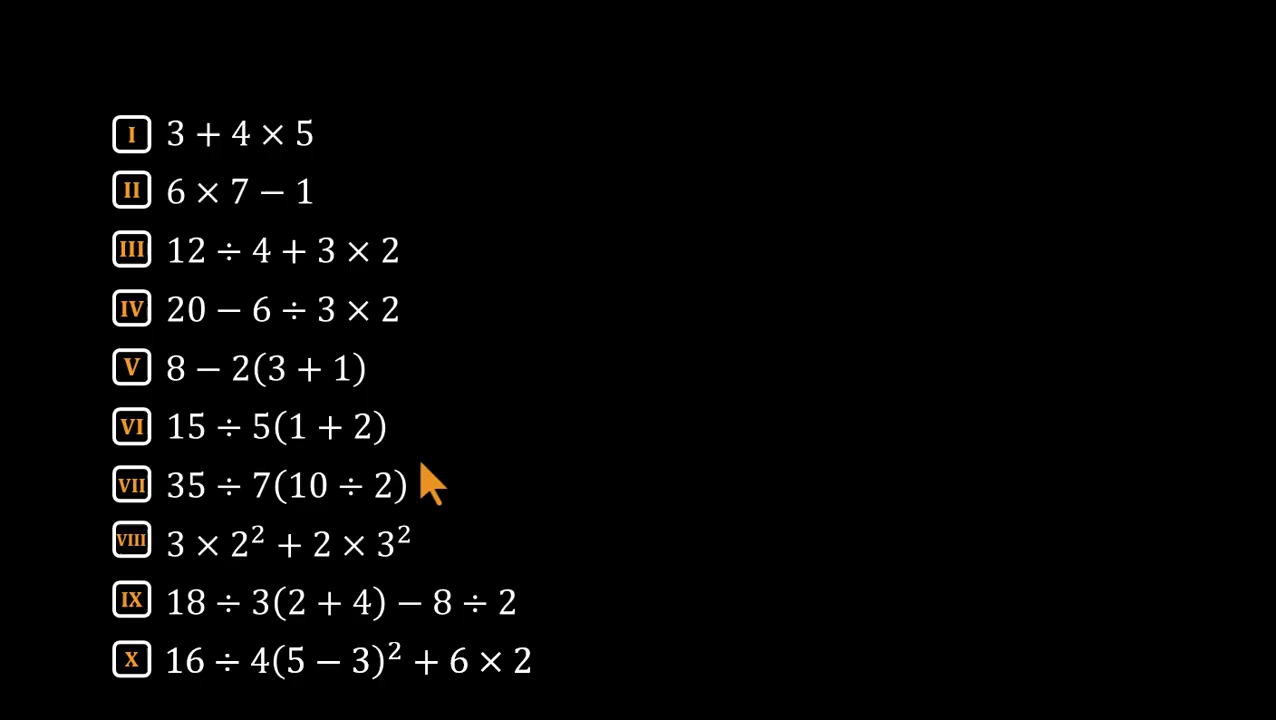 I 3 + 4 × 5
II 6 × 7 − 1
III 12 ÷ 4 + 3 × 2
IV 20 − 6 ÷ 3 × 2
V 8 − 2(3 + 1)
VI 15 ÷ 5(1 + 2)
VII 35 ÷ 7(10 ÷ 2)
VIII 3 × 2² + 2 × 3²
IX 18 ÷ 3(2 + 4) − 8 ÷ 2
X 16 ÷ 4(5 − 3)² + 6 × 2